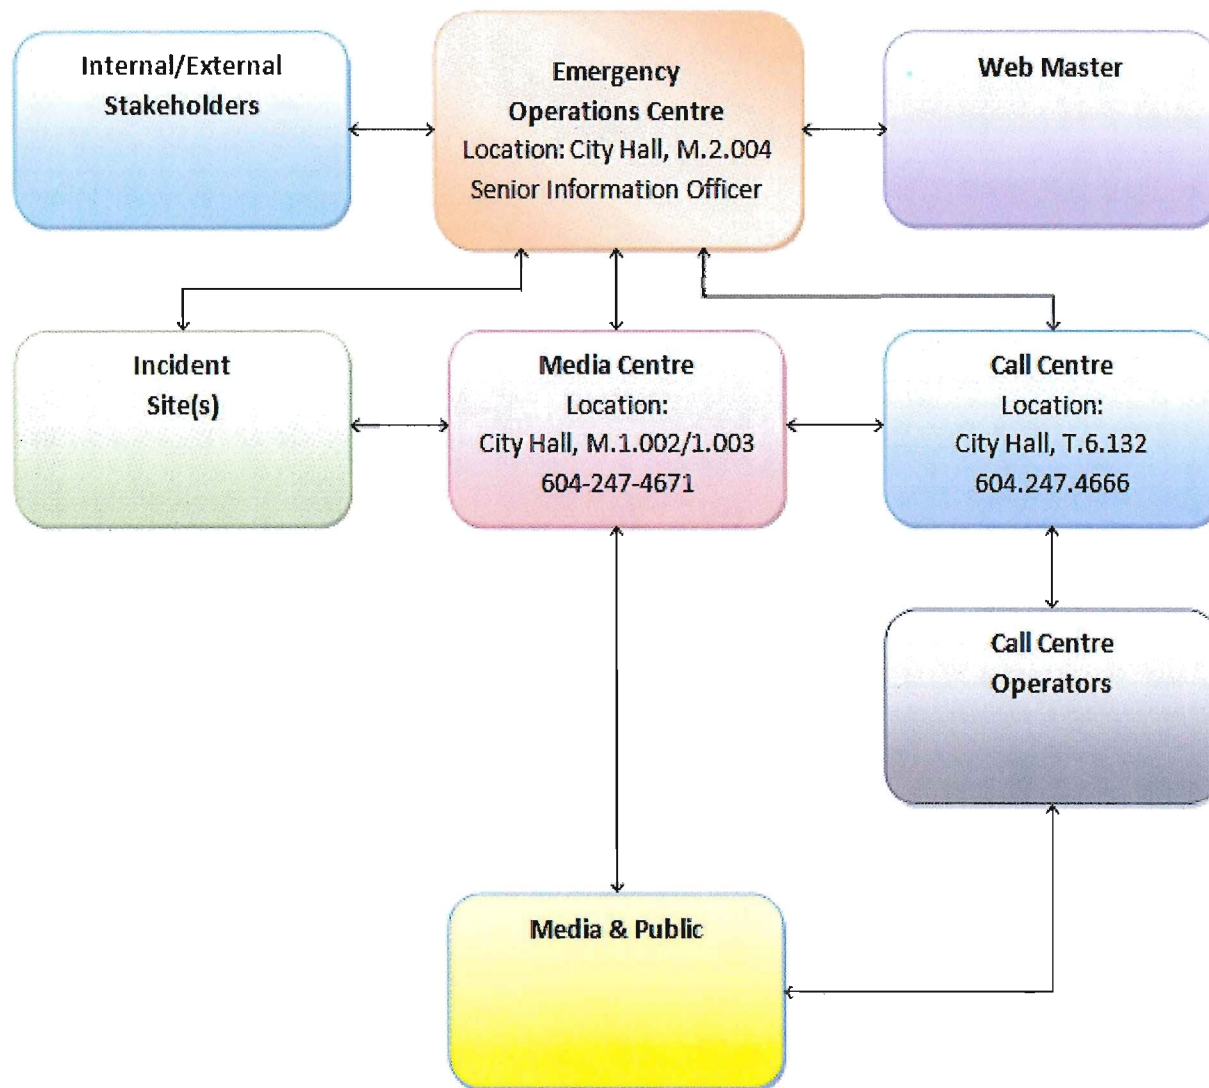 Internal/External
Stakeholders
Emergency
Operations Centre
Location: City Hall, M.2.004
Senior Information Officer
Web Master
Incident
Site(s)
Media Centre
Location:
City Hall, M.1.002/1.003
604-247-4671
Call Centre
Location:
City Hall, T.6.132
604.247.4666
Call Centre
Operators
Media & Public